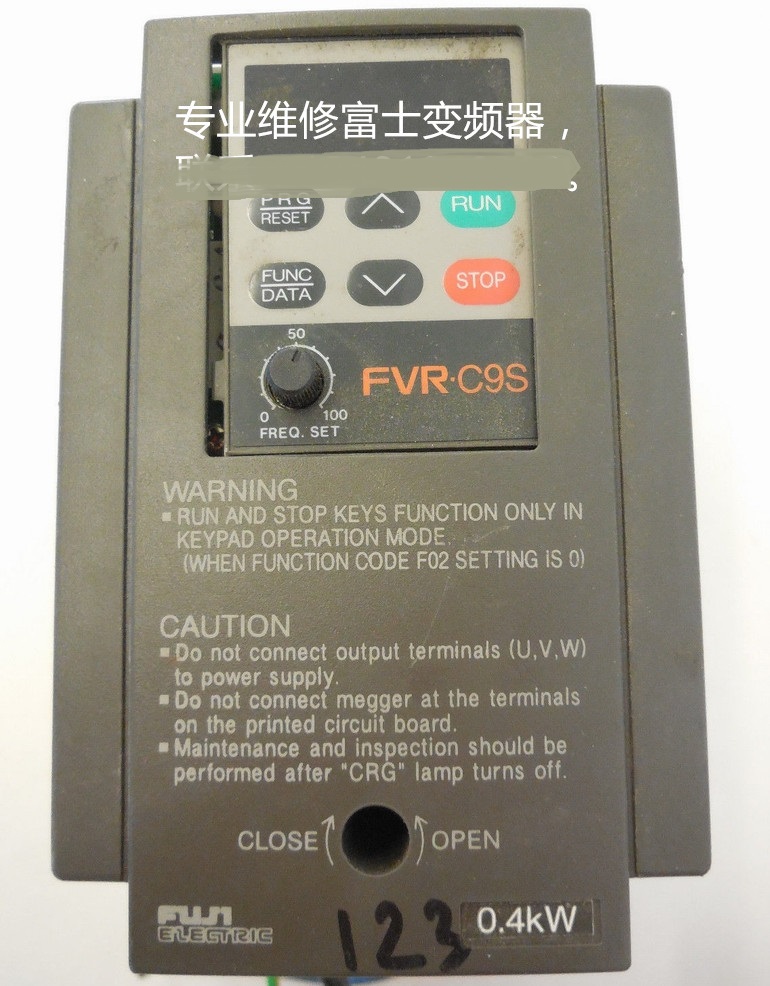 专业维修富士变频器，
PRG
RESET
RUN
FUNC
DATA
STOP
50
0
100
FREQ. SET
FVR·C9S
WARNING
▪ RUN AND STOP KEYS FUNCTION ONLY IN
KEYPAD OPERATION MODE.
(WHEN FUNCTION CODE F02 SETTING iS 0)
CAUTION
▪ Do not connect output terminals (U,V,W)
to power supply.
▪ Do not connect megger at the terminals
on the printed circuit board.
▪ Maintenance and inspection should be
performed after "CRG" lamp turns off.
CLOSE OPEN
FUJI
ELECTRIC
123
0.4kW